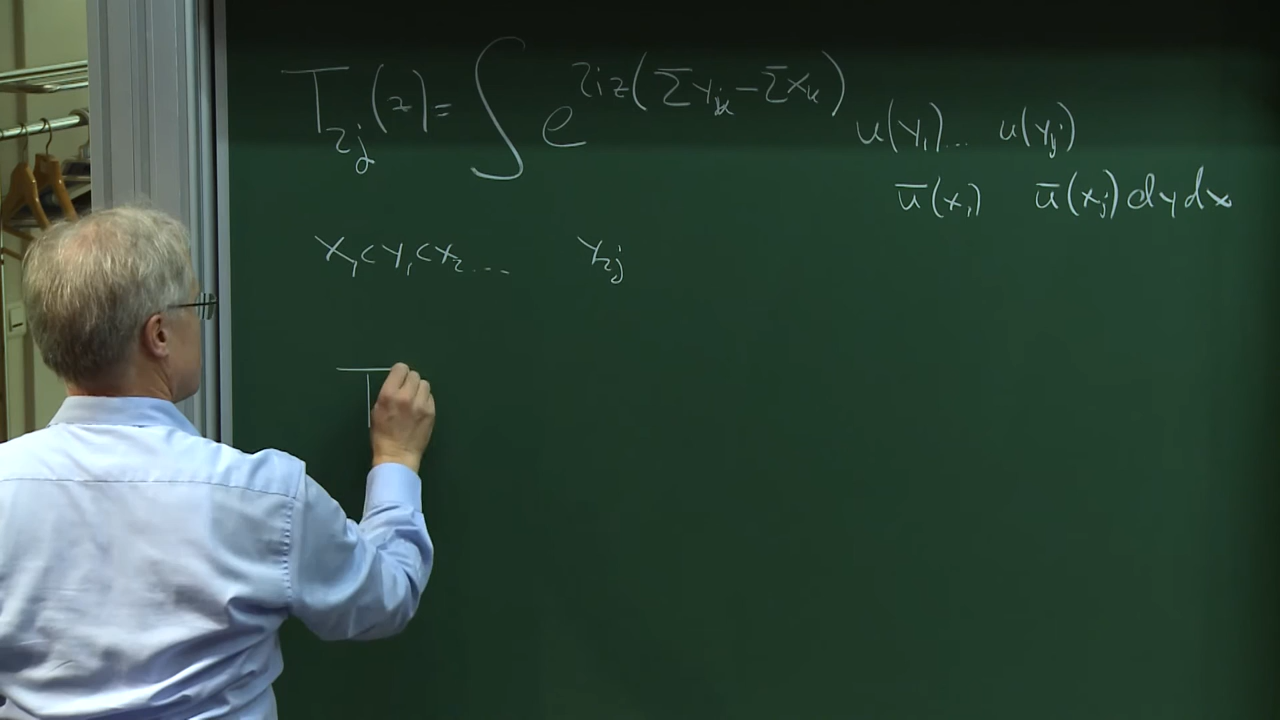 T_{2j}(z) = ∫ e^{2iz(Σy_k - Σx_k)} u(y_1)... u(y_j)
ū(x_1) ū(x_j) dy dx
x_1 < y_1 < x_2 ... y_{2j}
T